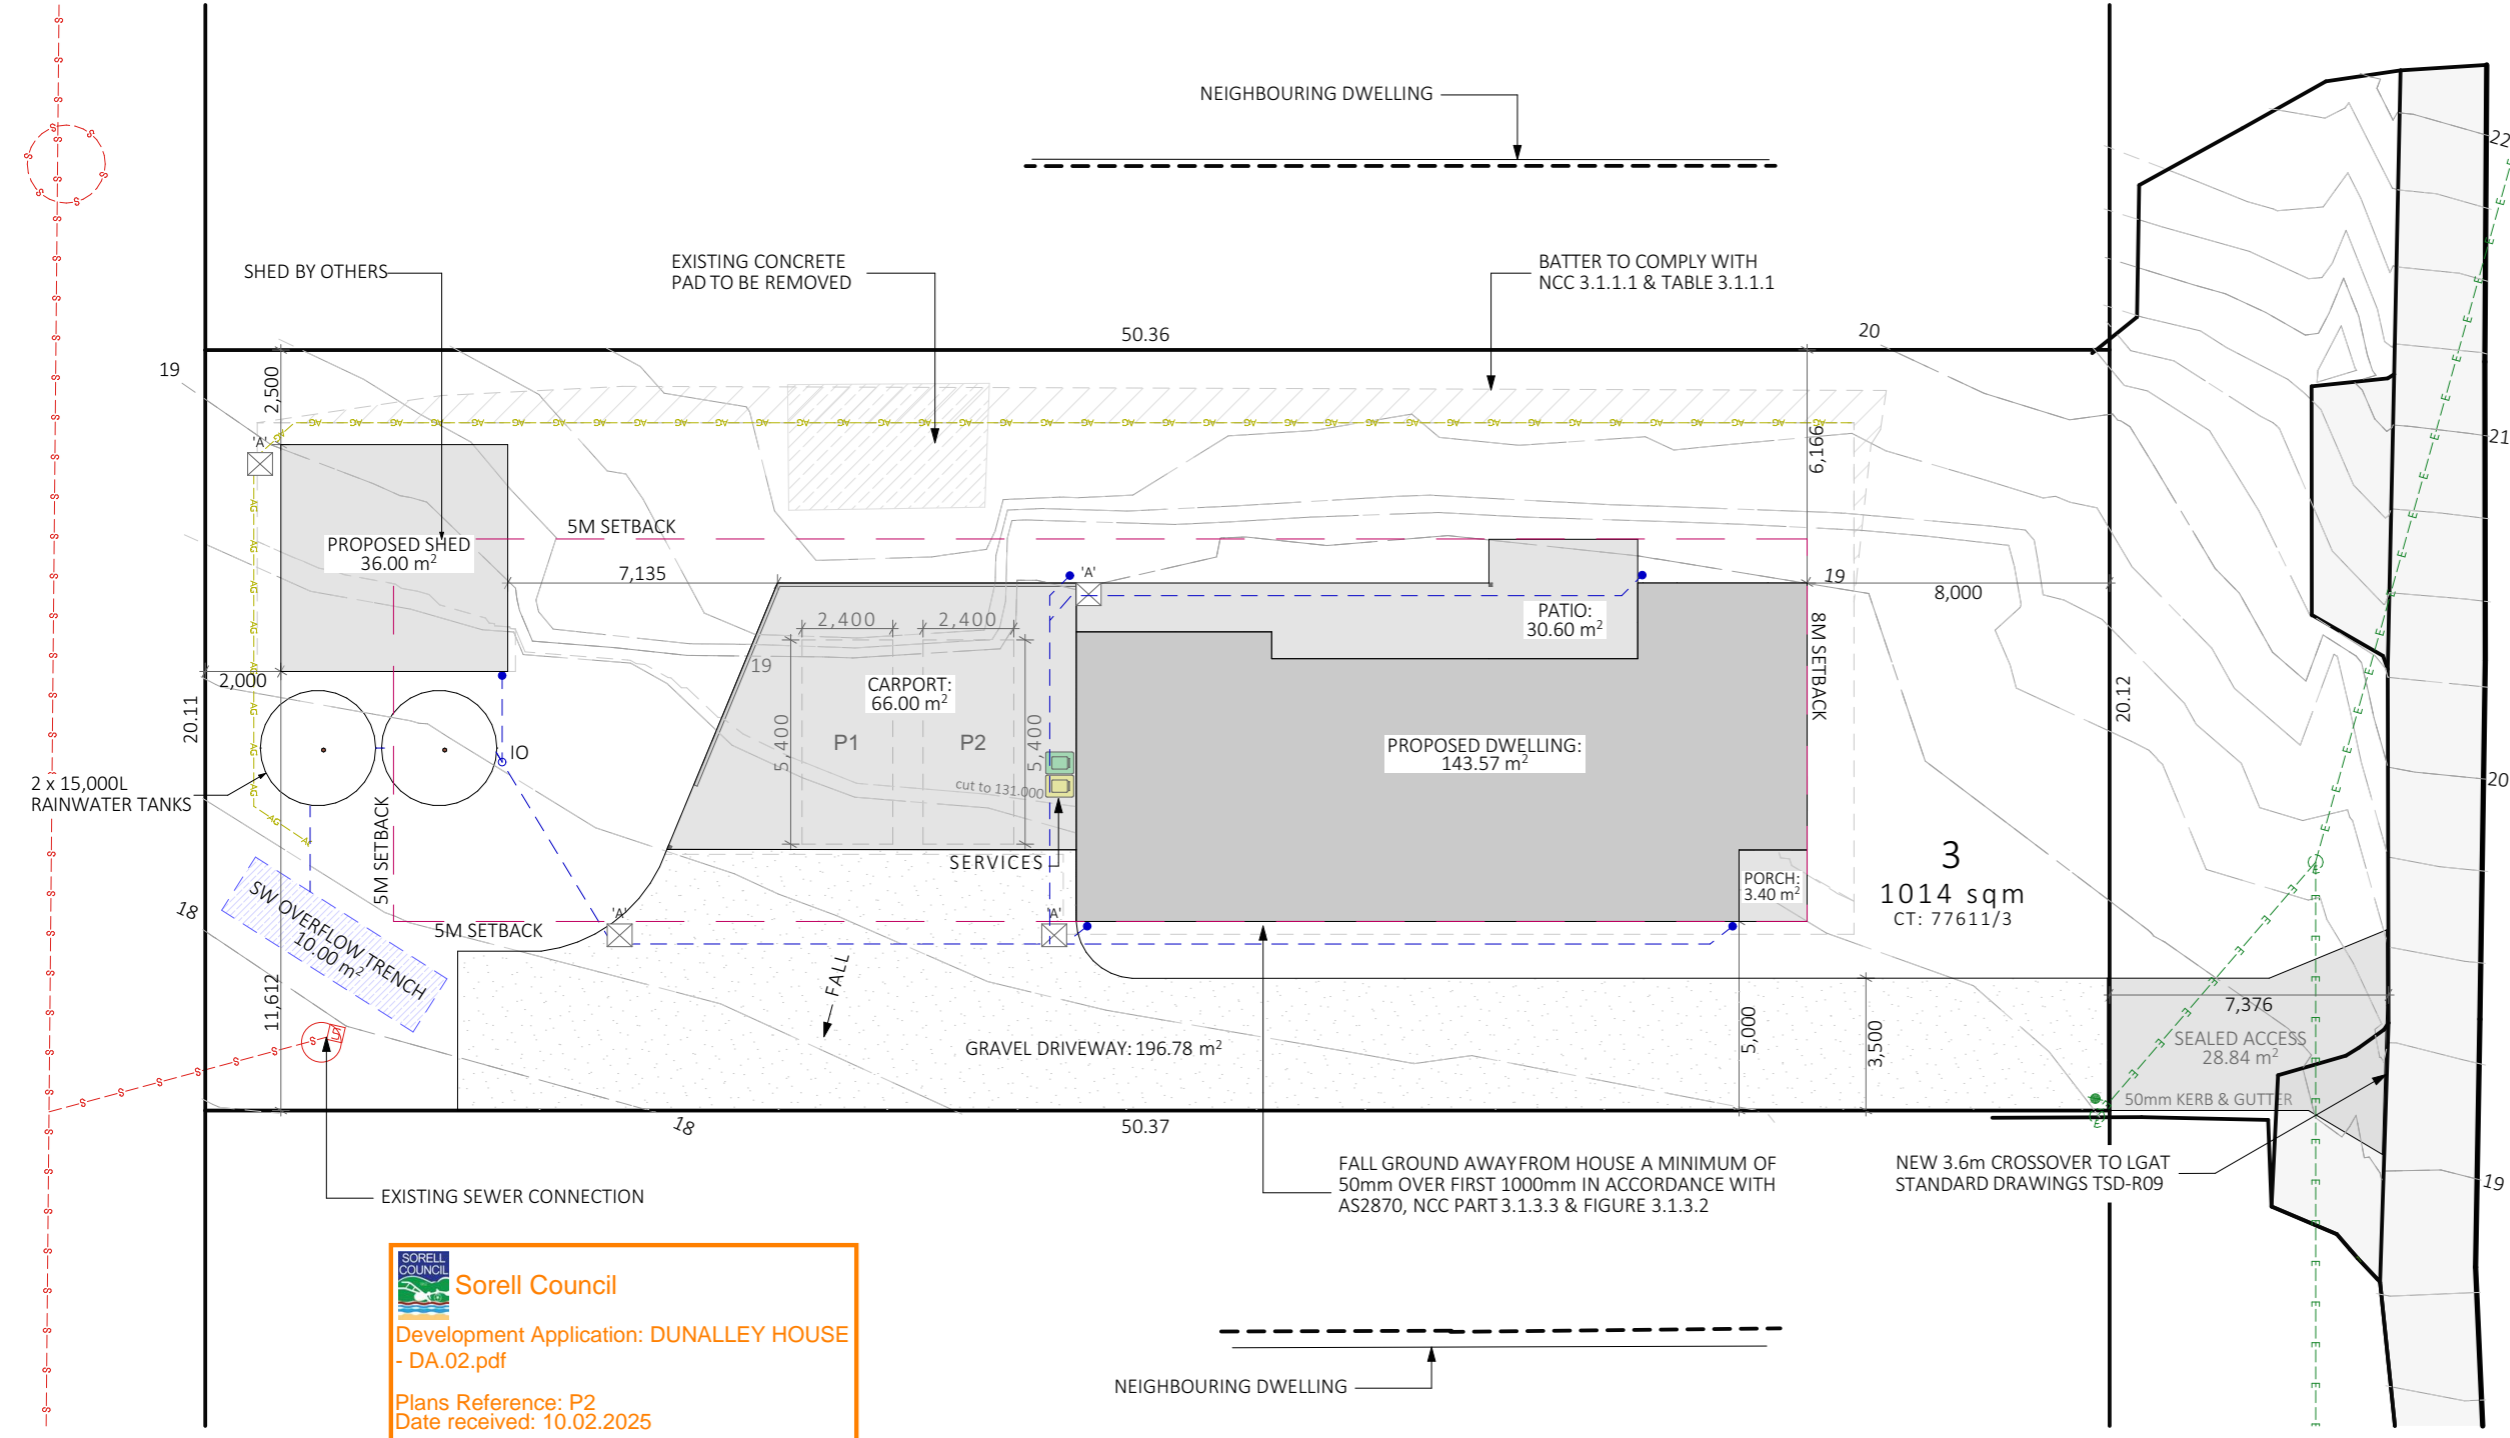 NEIGHBOURING DWELLING
22
SHED BY OTHERS
EXISTING CONCRETE
PAD TO BE REMOVED
BATTER TO COMPLY WITH
NCC 3.1.1.1 & TABLE 3.1.1.1
50.36
20
19
2,500
21
'A'
6,166
5M SETBACK
PROPOSED SHED
36.00 m²
7,135
'A'
19
8,000
2,400
2,400
PATIO:
30.60 m²
8M SETBACK
19
2,000
CARPORT:
66.00 m²
20.11
20.12
5,400
5,400
P1
P2
IO
PROPOSED DWELLING:
143.57 m²
2 x 15,000L
RAINWATER TANKS
cut to 131.000
20
5M SETBACK
SERVICES
3
1014 sqm
CT: 77611/3
PORCH:
3.40 m²
SW OVERFLOW TRENCH
10.00 m²
18
'A'
'A'
5M SETBACK
FALL
11,612
7,376
GRAVEL DRIVEWAY: 196.78 m²
5,000
3,500
SEALED ACCESS
28.84 m²
50mm KERB & GUTTER
18
50.37
FALL GROUND AWAY FROM HOUSE A MINIMUM OF
50mm OVER FIRST 1000mm IN ACCORDANCE WITH
AS2870, NCC PART 3.1.3.3 & FIGURE 3.1.3.2
NEW 3.6m CROSSOVER TO LGAT
STANDARD DRAWINGS TSD-R09
19
EXISTING SEWER CONNECTION
SORELL
COUNCIL
Sorell Council
Development Application: DUNALLEY HOUSE
- DA.02.pdf
Plans Reference: P2
Date received: 10.02.2025
NEIGHBOURING DWELLING